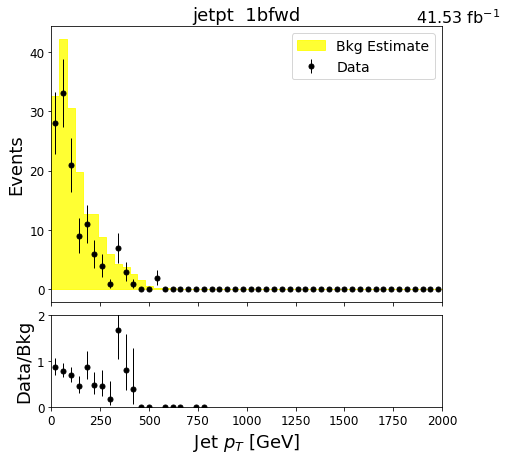 jetpt 1bfwd
41.53 fb⁻¹
Bkg Estimate
Data
Events
40
30
20
10
0
Data/Bkg
2
1
0
0 250 500 750 1000 1250 1500 1750 2000
Jet p_T [GeV]